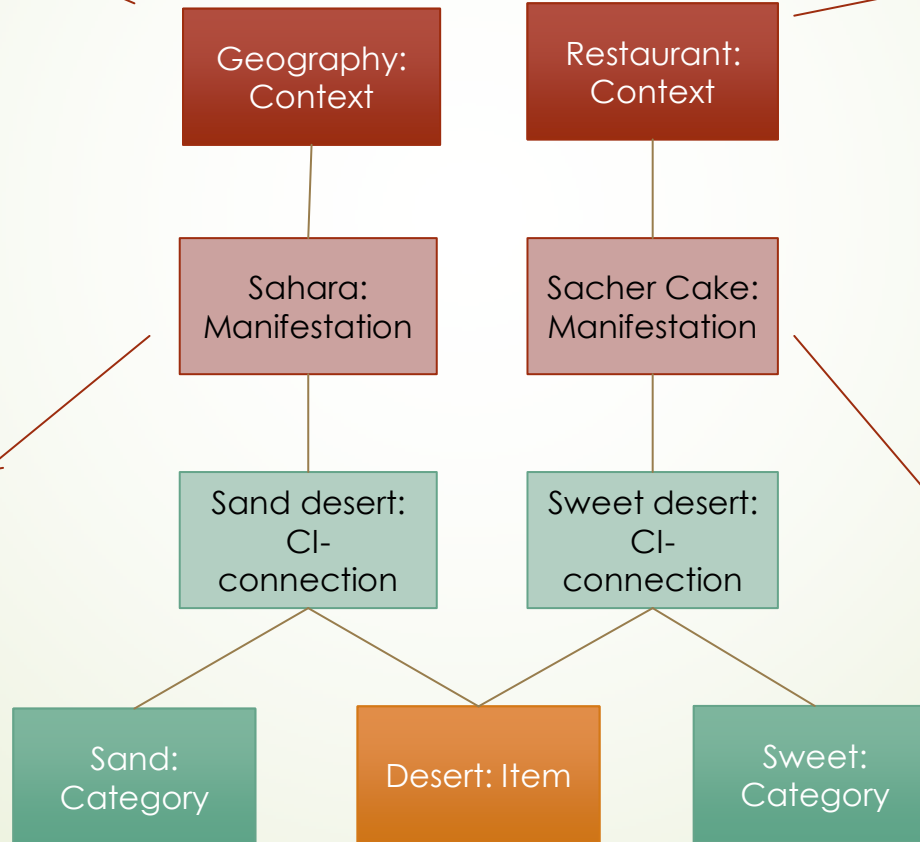 Geography:
Context
Restaurant:
Context
Sahara:
Manifestation
Sacher Cake:
Manifestation
Sand desert:
CI-
connection
Sweet desert:
CI-
connection
Sand:
Category
Desert: Item
Sweet:
Category